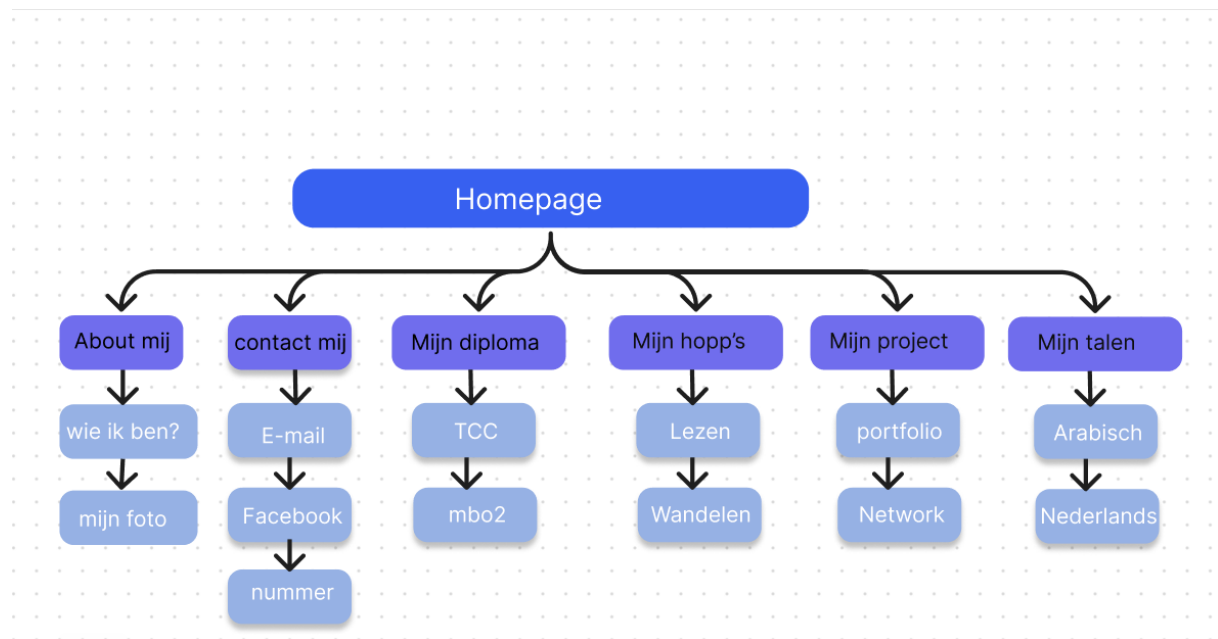 Homepage
About mij
contact mij
Mijn diploma
Mijn hopp's
Mijn project
Mijn talen
wie ik ben?
E-mail
TCC
Lezen
portfolio
Arabisch
mijn foto
Facebook
mbo2
Wandelen
Network
Nederlands
nummer